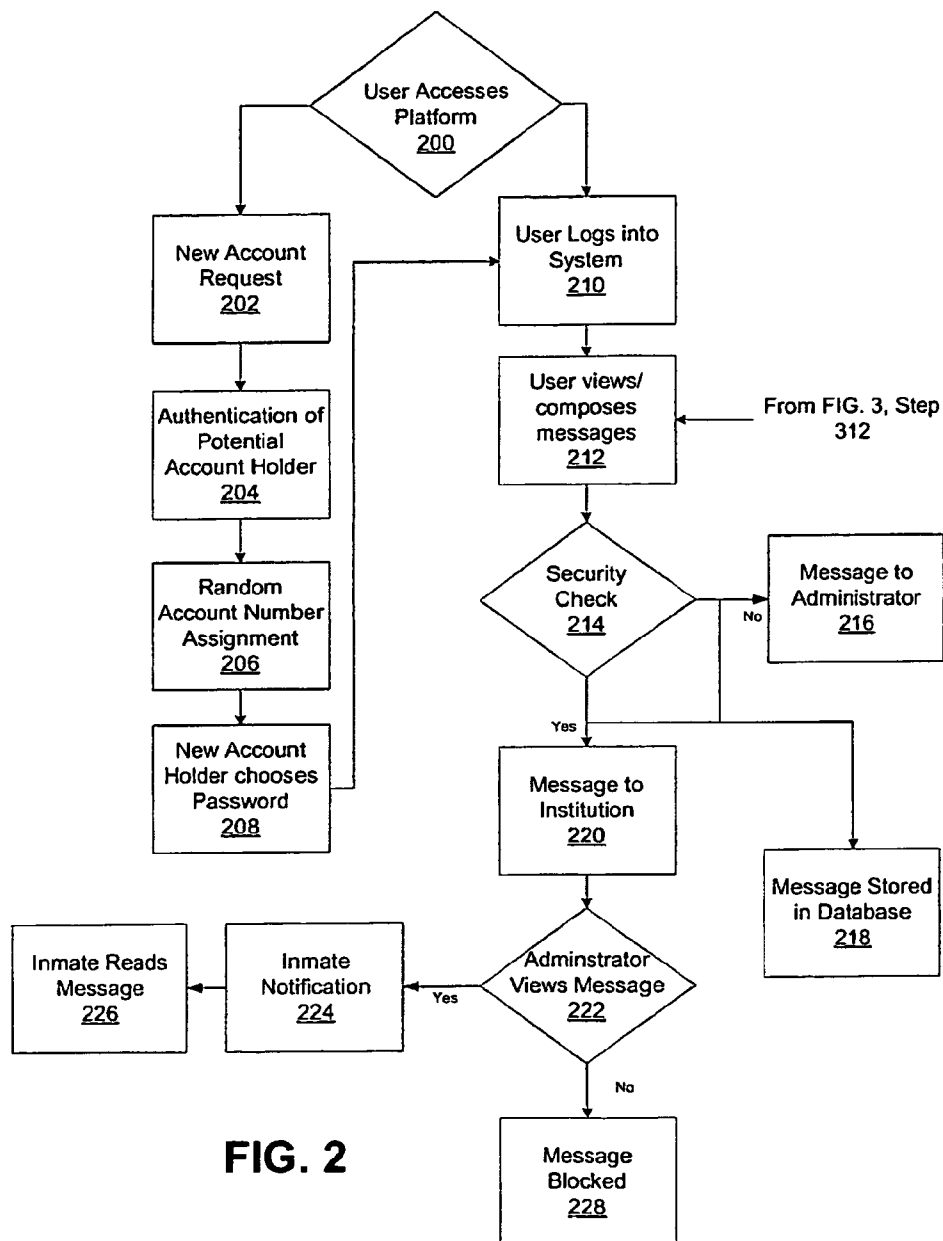 User Accesses
Platform
200
New Account
Request
202
User Logs into
System
210
Authentication of
Potential
Account Holder
204
User views/
composes
messages
212
From FIG. 3, Step
312
Random
Account Number
Assignment
206
Security
Check
214
No
Message to
Administrator
216
New Account
Holder chooses
Password
208
Yes
Message to
Institution
220
Message Stored
in Database
218
Inmate Reads
Message
226
Inmate
Notification
224
Yes
Adminstrator
Views Message
222
No
FIG. 2
Message
Blocked
228